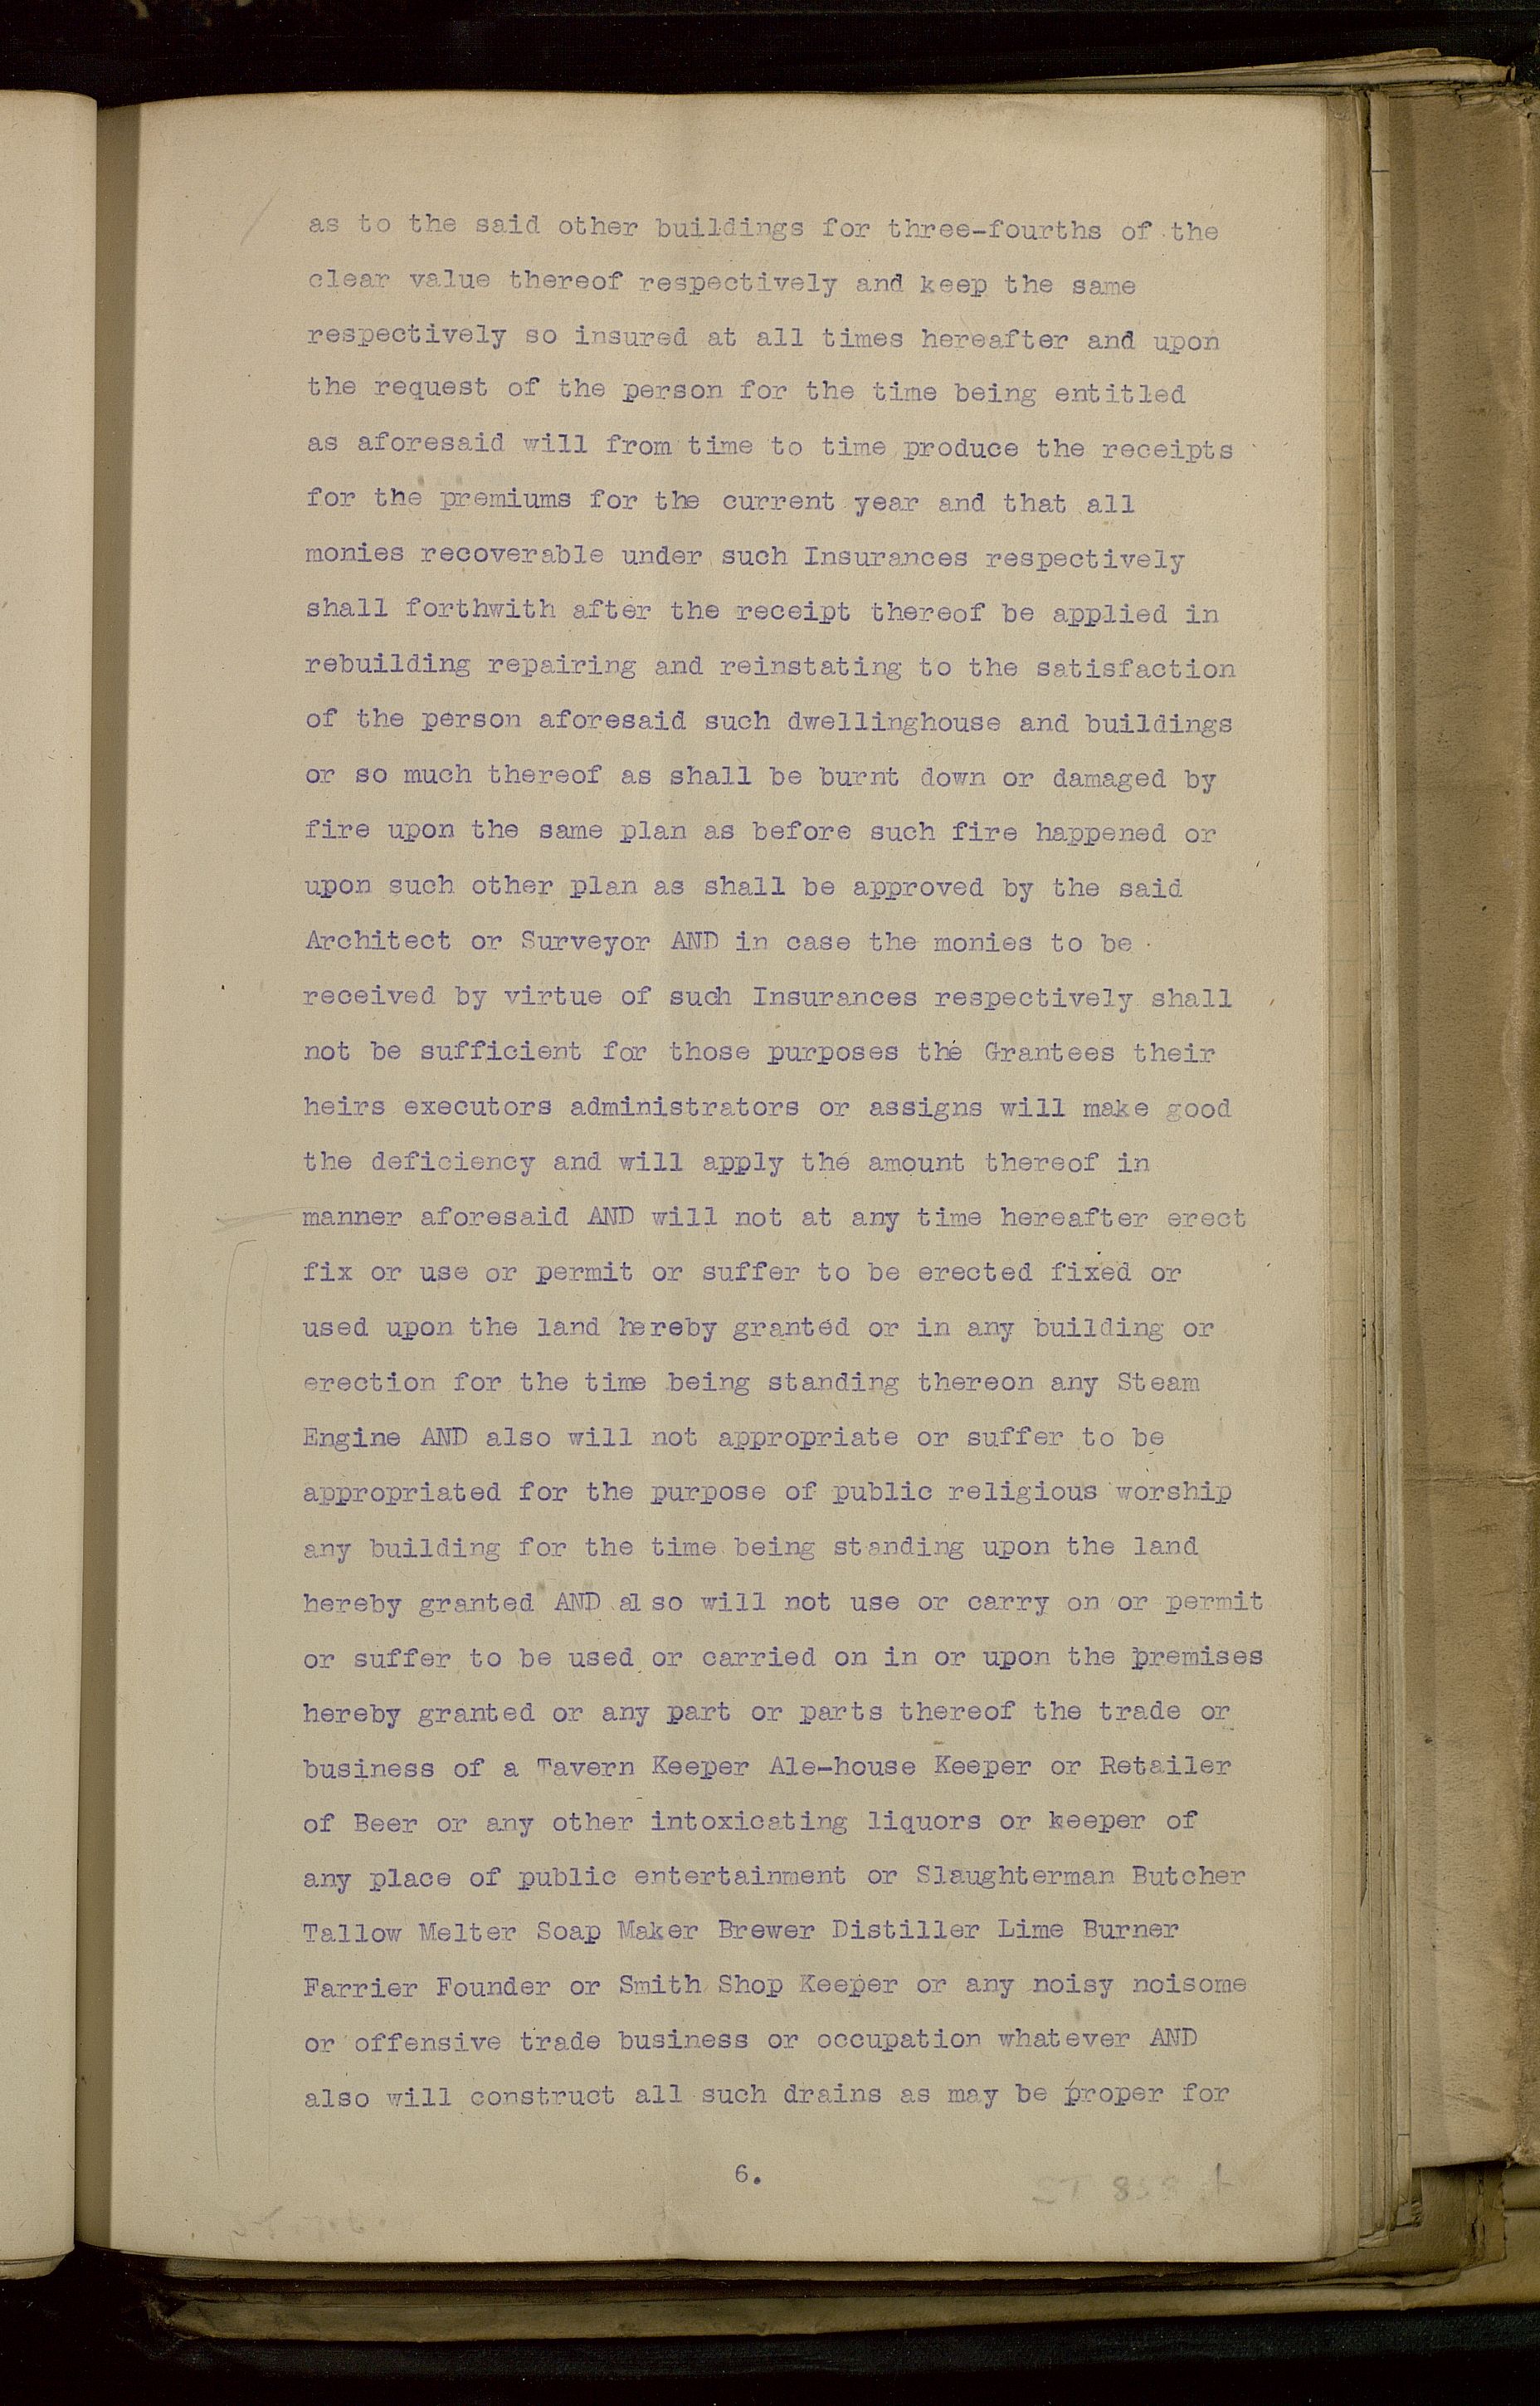 as to the said other buildings for three-fourths of the
clear value thereof respectively and keep the same
respectively so insured at all times hereafter and upon
the request of the person for the time being entitled
as aforesaid will from time to time produce the receipts
for the premiums for the current year and that all
monies recoverable under such Insurances respectively
shall forthwith after the receipt thereof be applied in
rebuilding repairing and reinstating to the satisfaction
of the person aforesaid such dwellinghouse and buildings
or so much thereof as shall be burnt down or damaged by
fire upon the same plan as before such fire happened or
upon such other plan as shall be approved by the said
Architect or Surveyor AND in case the monies to be
received by virtue of such Insurances respectively shall
not be sufficient for those purposes the Grantees their
heirs executors administrators or assigns will make good
the deficiency and will apply the amount thereof in
manner aforesaid AND will not at any time hereafter erect
fix or use or permit or suffer to be erected fixed or
used upon the land hereby granted or in any building or
erection for the time being standing thereon any Steam
Engine AND also will not appropriate or suffer to be
appropriated for the purpose of public religious worship
any building for the time being standing upon the land
hereby granted AND also will not use or carry on or permit
or suffer to be used or carried on in or upon the premises
hereby granted or any part or parts thereof the trade or
business of a Tavern Keeper Ale-house Keeper or Retailer
of Beer or any other intoxicating liquors or keeper of
any place of public entertainment or Slaughterman Butcher
Tallow Melter Soap Maker Brewer Distiller Lime Burner
Farrier Founder or Smith Shop Keeper or any noisy noisome
or offensive trade business or occupation whatever AND
also will construct all such drains as may be proper for
6.